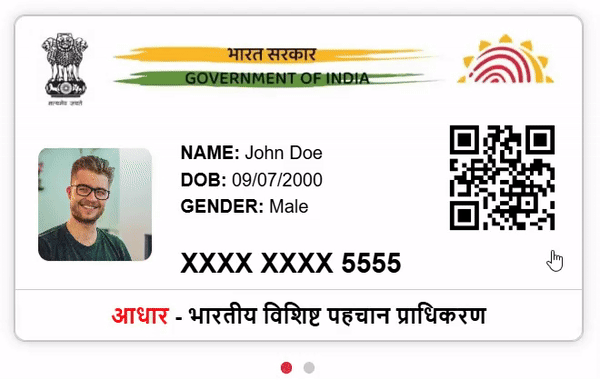 भारत सरकार
GOVERNMENT OF INDIA
सत्यमेव जयते
NAME: John Doe
DOB: 09/07/2000
GENDER: Male
XXXX XXXX 5555
आधार - भारतीय विशिष्ट पहचान प्राधिकरण